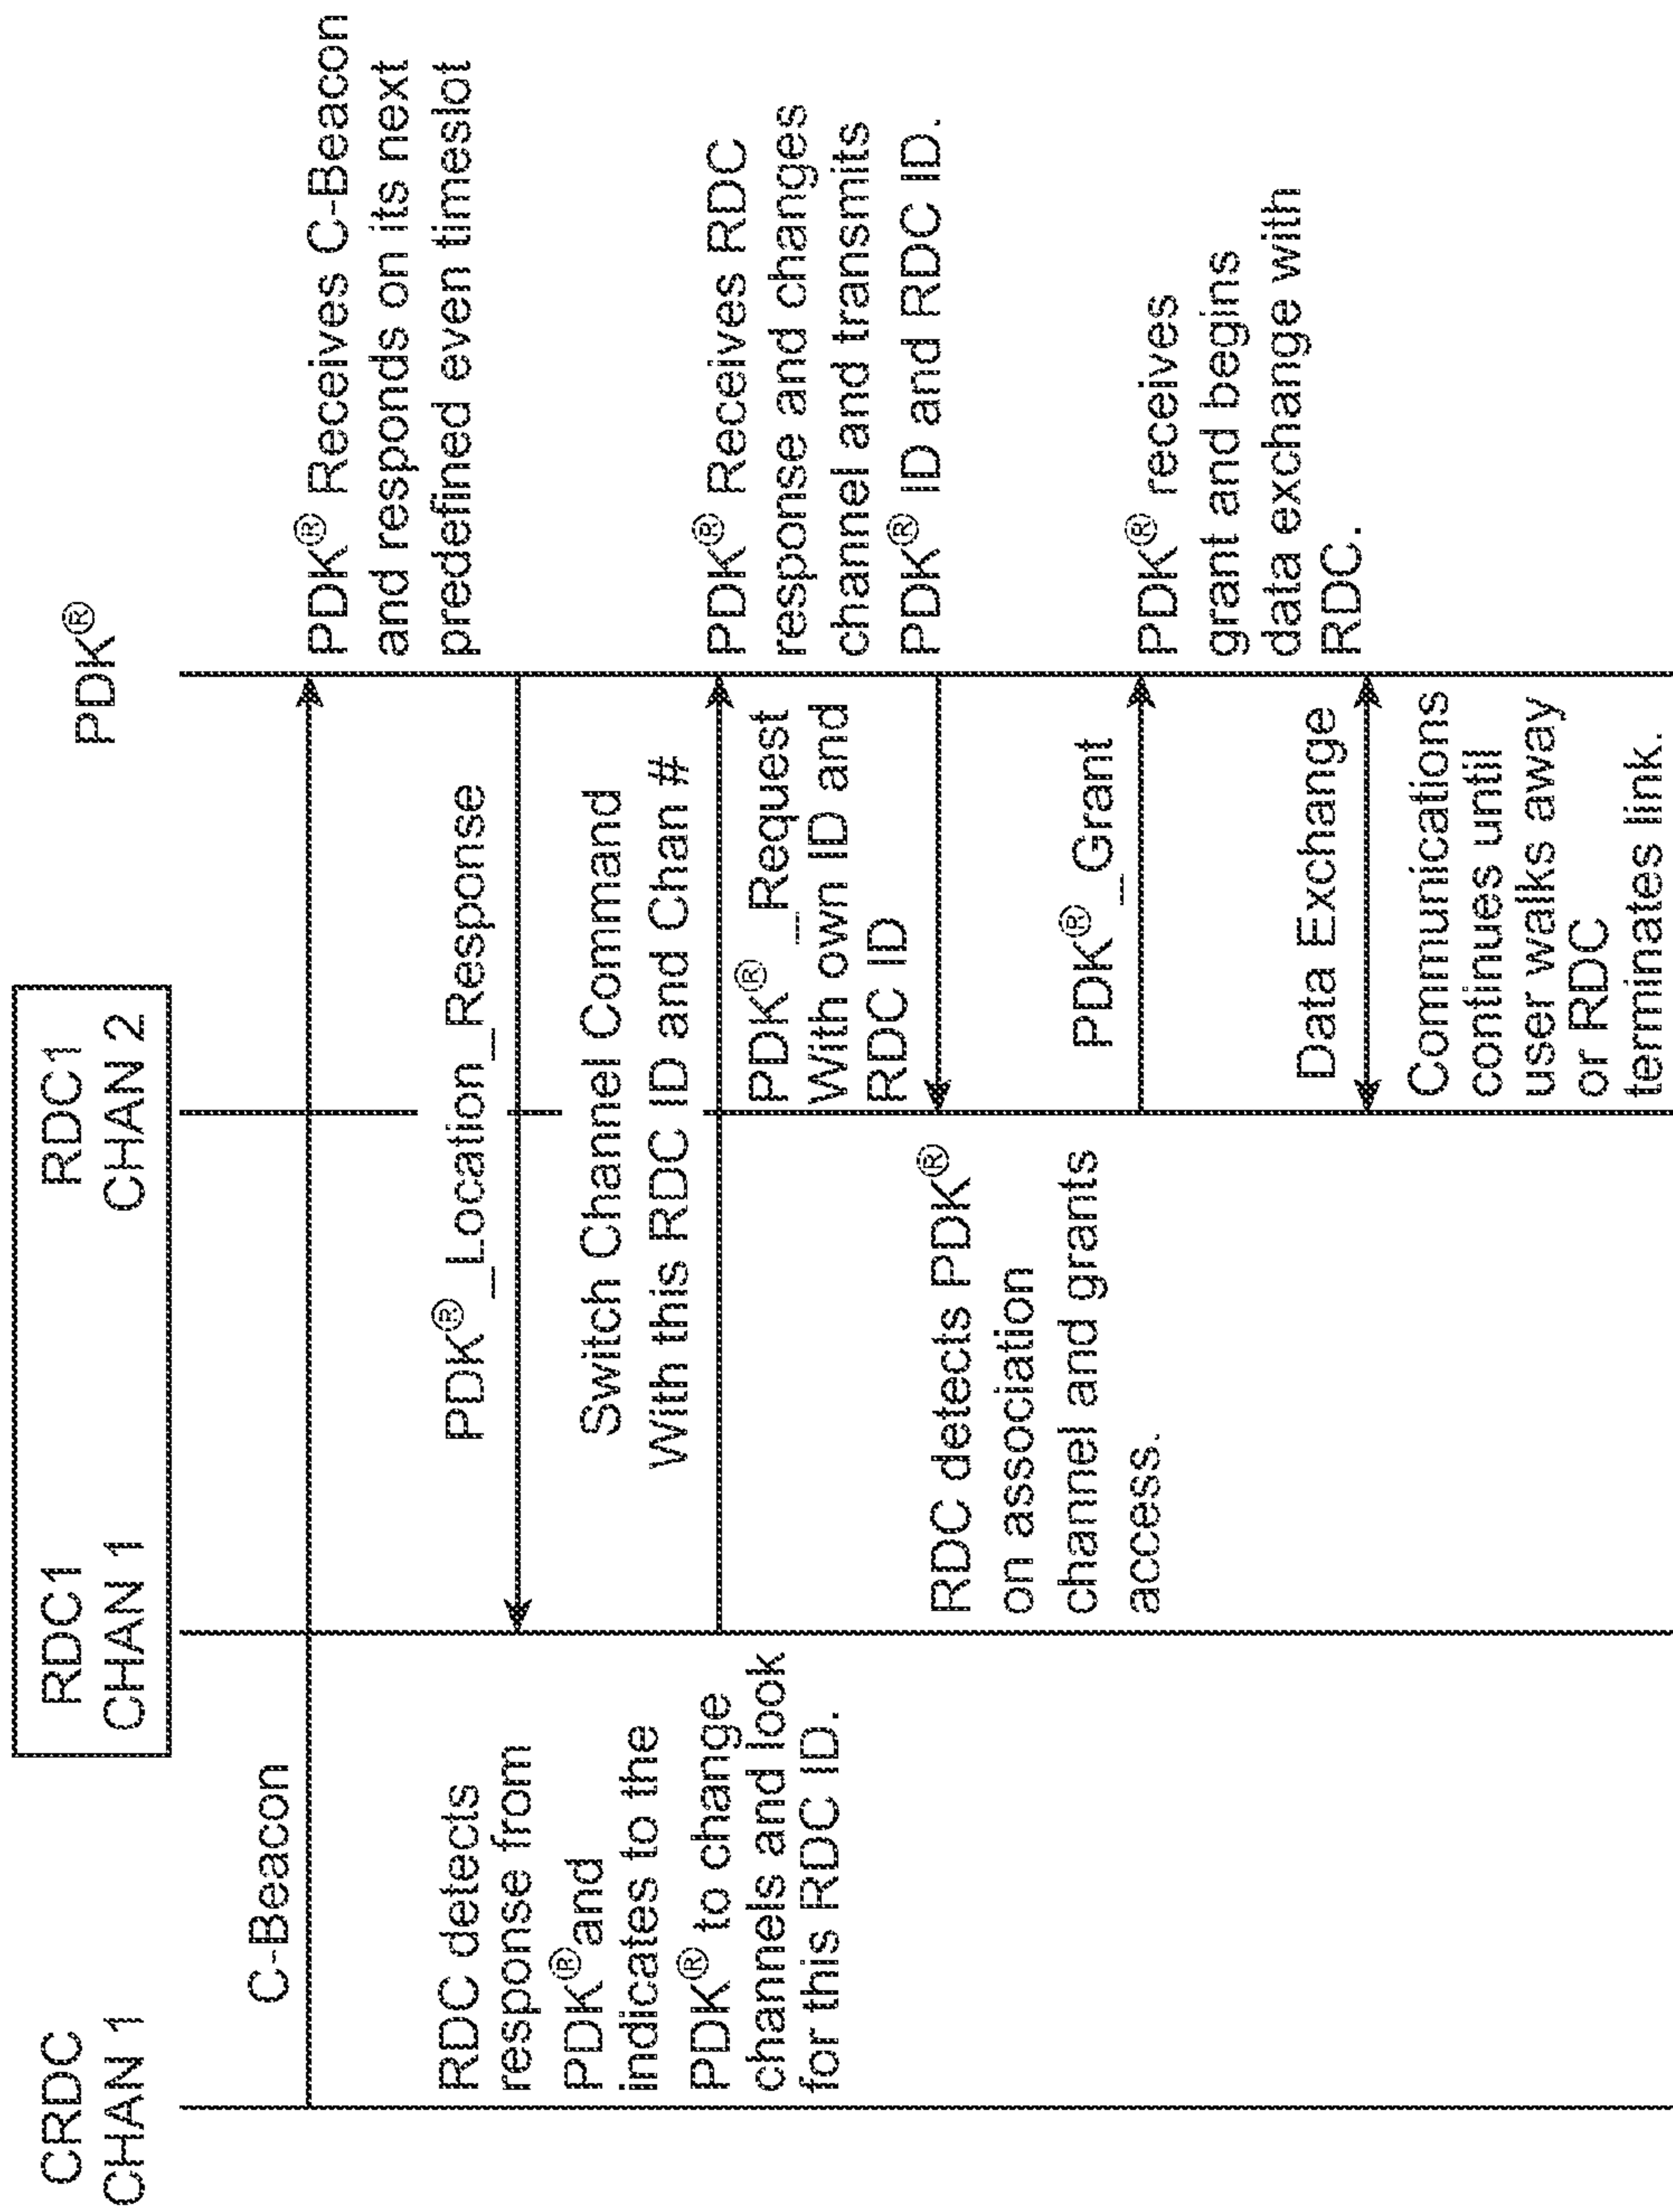 CRDC
CHAN 1
RDC1
CHAN 1
RDC1
CHAN 2
PDK®
C-Beacon
PDK® Receives C-Beacon
and responds on its next
predefined even timeslot
PDK®_Location_Response
RDC detects
response from
PDK® and
indicates to the
PDK® to change
channels and look
for this RDC ID.
Switch Channel Command
With this RDC ID and Chan #
PDK® Receives RDC
response and changes
channel and transmits
PDK® ID and RDC ID.
PDK®_Request
With own ID and
RDC ID
RDC detects PDK®
on association
channel and grants
access.
PDK®_Grant
PDK® receives
grant and begins
data exchange with
RDC.
Data Exchange
Communications
continues until
user walks away
or RDC
terminates link.